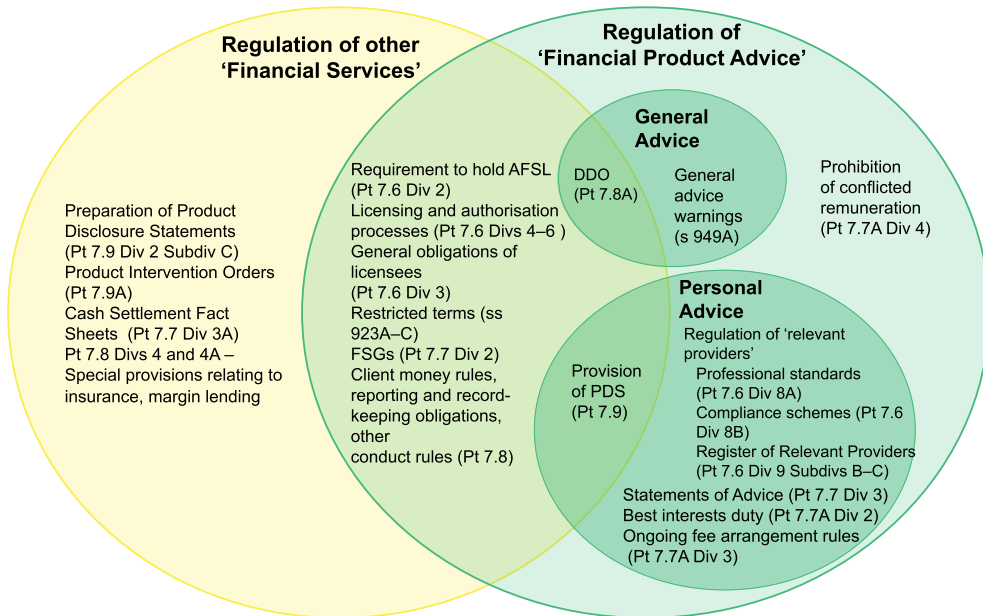 Regulation of other
‘Financial Services’
Preparation of Product
Disclosure Statements
(Pt 7.9 Div 2 Subdiv C)
Product Intervention Orders
(Pt 7.9A)
Cash Settlement Fact
Sheets (Pt 7.7 Div 3A)
Pt 7.8 Divs 4 and 4A –
Special provisions relating to
insurance, margin lending
Requirement to hold AFSL
(Pt 7.6 Div 2)
Licensing and authorisation
processes (Pt 7.6 Divs 4–6 )
General obligations of
licensees
(Pt 7.6 Div 3)
Restricted terms (ss
923A–C)
FSGs (Pt 7.7 Div 2)
Client money rules,
reporting and record-
keeping obligations,
other
conduct rules (Pt 7.8)
Regulation of
‘Financial Product Advice’
General
Advice
DDO
(Pt 7.8A)
General
advice
warnings
(s 949A)
Prohibition
of conflicted
remuneration
(Pt 7.7A Div 4)
Personal
Advice
Provision
of PDS
(Pt 7.9)
Regulation of ‘relevant
providers’
Professional standards
(Pt 7.6 Div 8A)
Compliance schemes (Pt 7.6
Div 8B)
Register of Relevant Providers
(Pt 7.6 Div 9 Subdivs B–C)
Statements of Advice (Pt 7.7 Div 3)
Best interests duty (Pt 7.7A Div 2)
Ongoing fee arrangement rules
(Pt 7.7A Div 3)